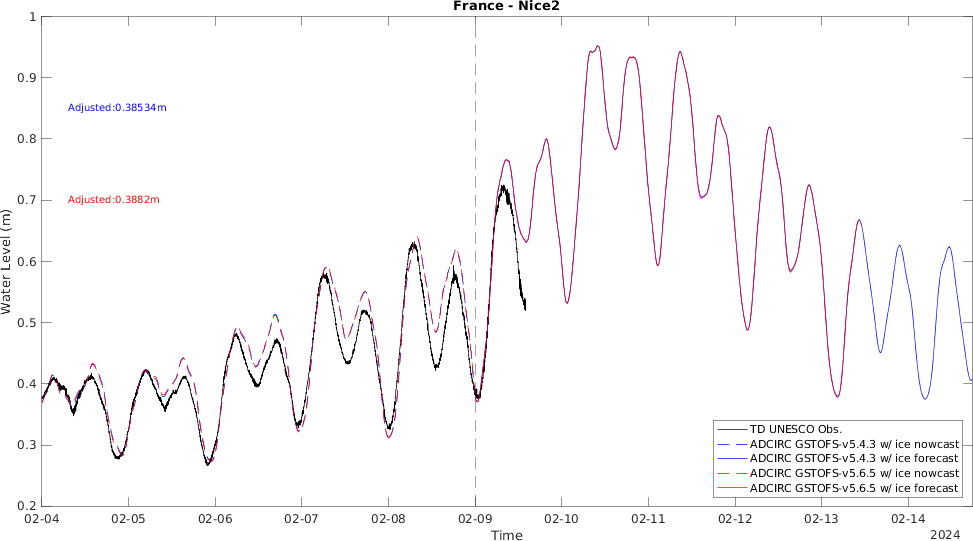 France - Nice2
1
0.9
0.8
0.7
0.6
0.5
0.4
0.3
0.2
Water Level (m)
Adjusted:0.38534m
Adjusted:0.3882m
TD UNESCO Obs.
ADCIRC GSTOFS-v5.4.3 w/ ice nowcast
ADCIRC GSTOFS-v5.4.3 w/ ice forecast
ADCIRC GSTOFS-v5.6.5 w/ ice nowcast
ADCIRC GSTOFS-v5.6.5 w/ ice forecast
02-04 02-05 02-06 02-07 02-08 02-09 02-10 02-11 02-12 02-13 02-14
Time
2024